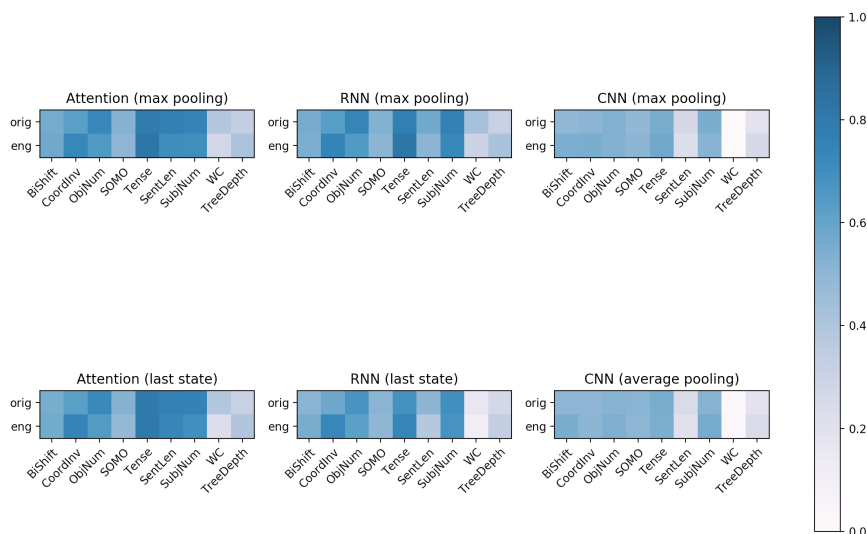 Attention (max pooling)
orig
eng
BiShift
CoordInv
ObjNum
SOMO
Tense
SentLen
SubjNum
WC
TreeDepth
RNN (max pooling)
orig
eng
BiShift
CoordInv
ObjNum
SOMO
Tense
SentLen
SubjNum
WC
TreeDepth
CNN (max pooling)
orig
eng
BiShift
CoordInv
ObjNum
SOMO
Tense
SentLen
SubjNum
WC
TreeDepth
Attention (last state)
orig
eng
BiShift
CoordInv
ObjNum
SOMO
Tense
SentLen
SubjNum
WC
TreeDepth
RNN (last state)
orig
eng
BiShift
CoordInv
ObjNum
SOMO
Tense
SentLen
SubjNum
WC
TreeDepth
CNN (average pooling)
orig
eng
BiShift
CoordInv
ObjNum
SOMO
Tense
SentLen
SubjNum
WC
TreeDepth
1.0
0.8
0.6
0.4
0.2
0.0